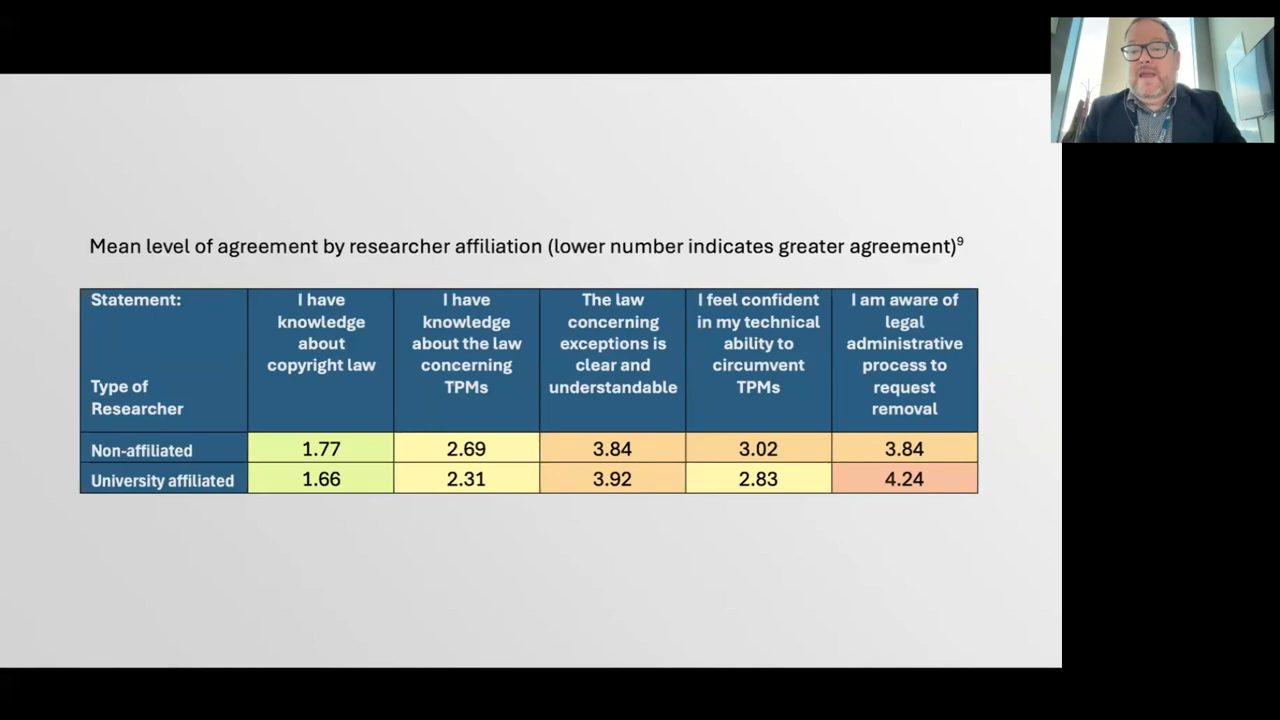 Mean level of agreement by researcher affiliation (lower number indicates greater agreement)⁹
Statement:
Type of
Researcher
I have
knowledge
about
copyright law
I have
knowledge
about the law
concerning
TPMs
The law
concerning
exceptions is
clear and
understandable
I feel confident
in my technical
ability to
circumvent
TPMs
I am aware of
legal
administrative
process to
request
removal
Non-affiliated 1.77 2.69 3.84 3.02 3.84
University affiliated 1.66 2.31 3.92 2.83 4.24